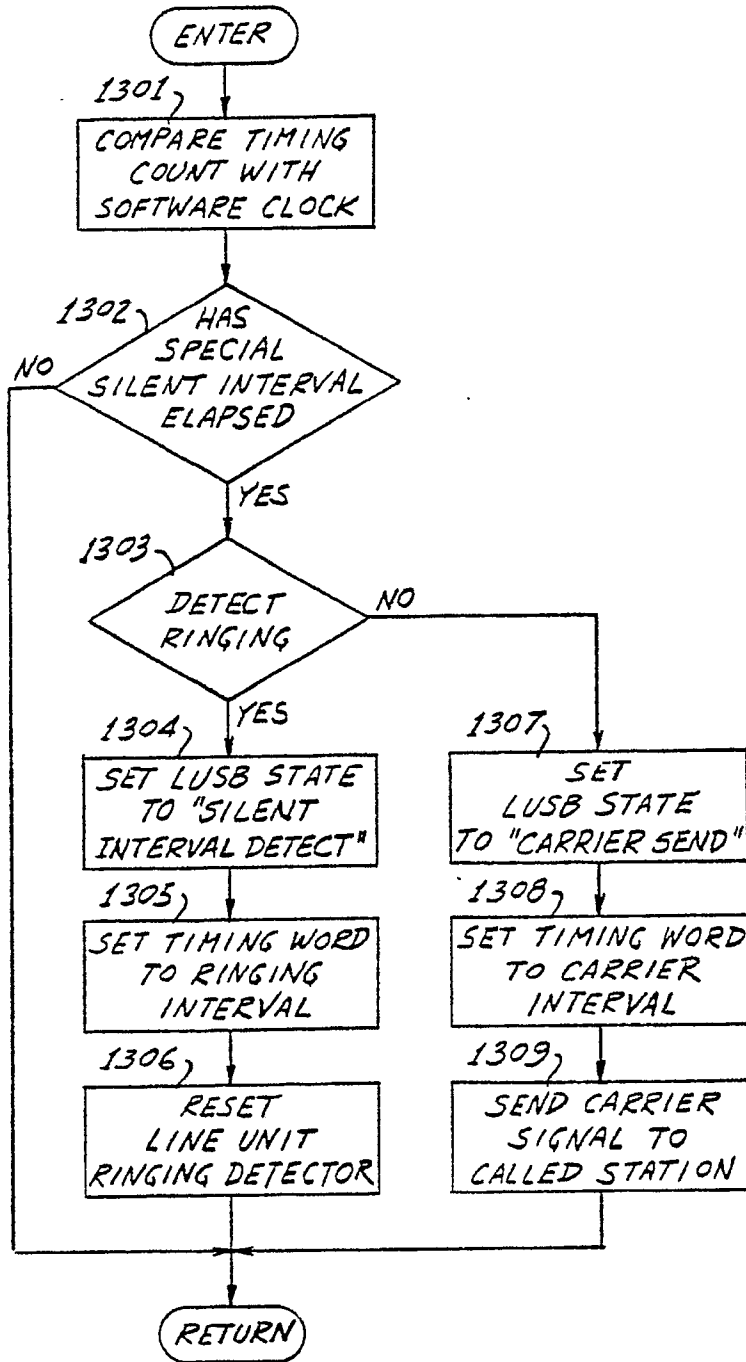 ENTER
1301
COMPARE TIMING
COUNT WITH
SOFTWARE CLOCK
1302
HAS
SPECIAL
SILENT INTERVAL
ELAPSED
NO
YES
1303
DETECT
RINGING
NO
YES
1304
SET LUSB STATE
TO "SILENT
INTERVAL DETECT"
1305
SET TIMING WORD
TO RINGING
INTERVAL
1306
RESET
LINE UNIT
RINGING DETECTOR
1307
SET
LUSB STATE
TO "CARRIER SEND"
1308
SET TIMING WORD
TO CARRIER
INTERVAL
1309
SEND CARRIER
SIGNAL TO
CALLED STATION
RETURN